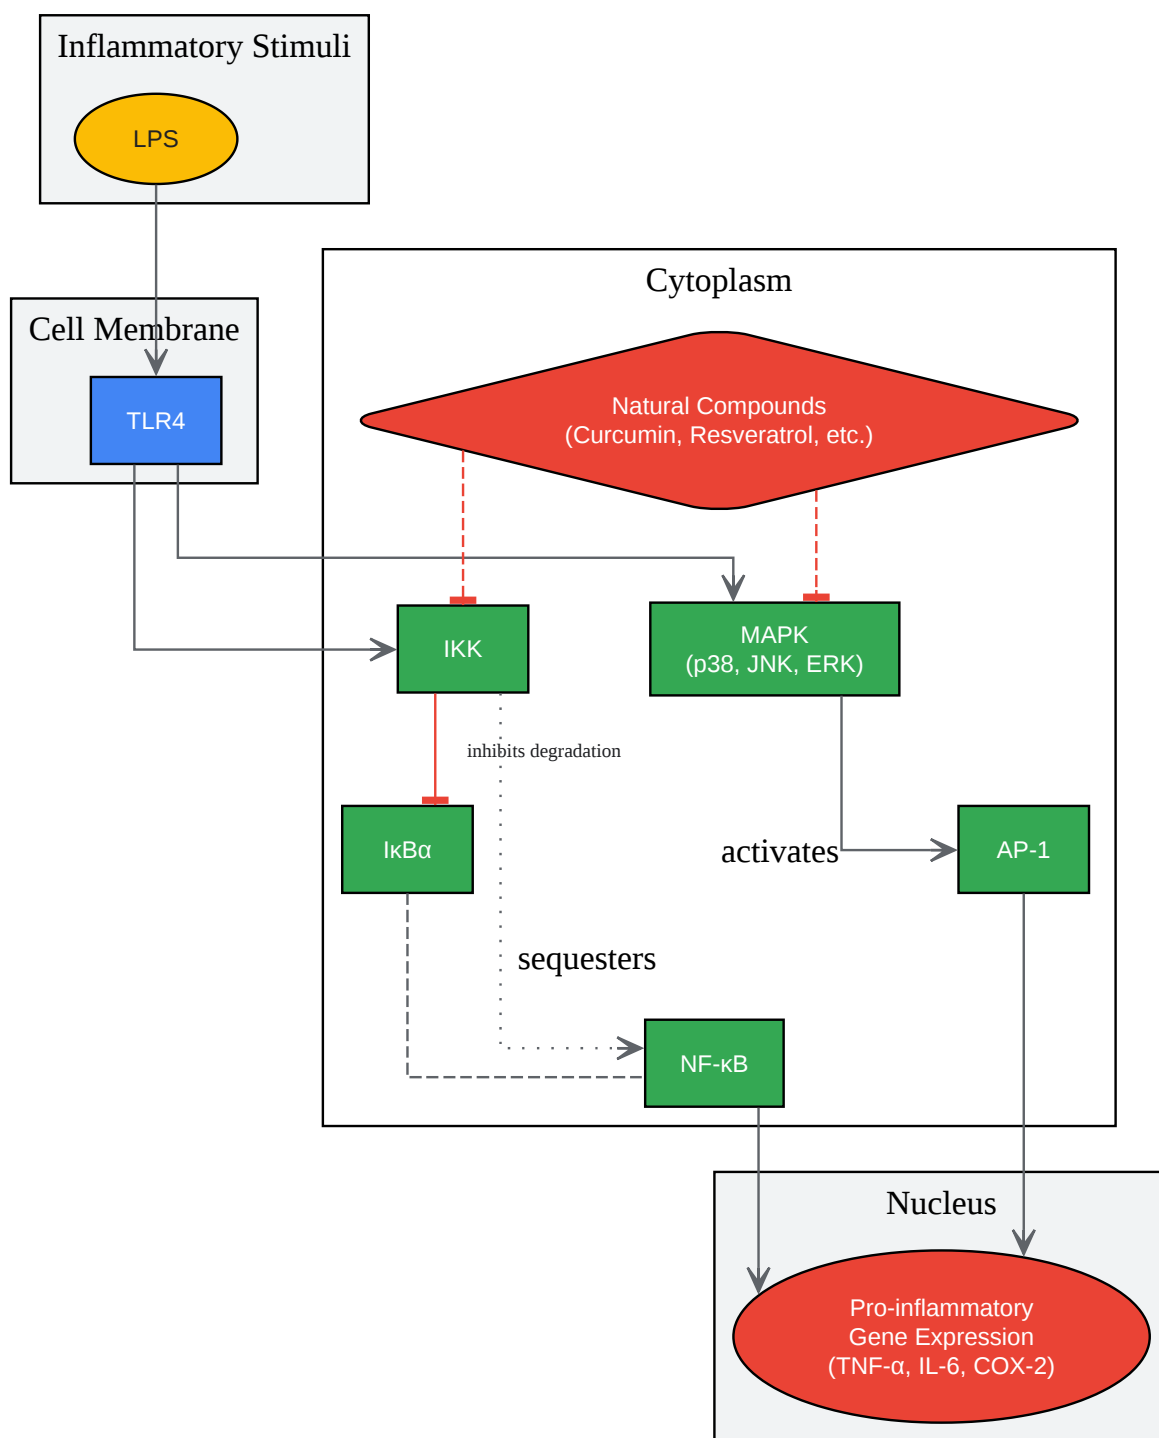 Inflammatory Stimuli
LPS
Cell Membrane
TLR4
Cytoplasm
Natural Compounds
(Curcumin, Resveratrol, etc.)
IKK
MAPK
(p38, JNK, ERK)
inhibits degradation
IκBα
activates
AP-1
sequesters
NF-κB
Nucleus
Pro-inflammatory
Gene Expression
(TNF-α, IL-6, COX-2)